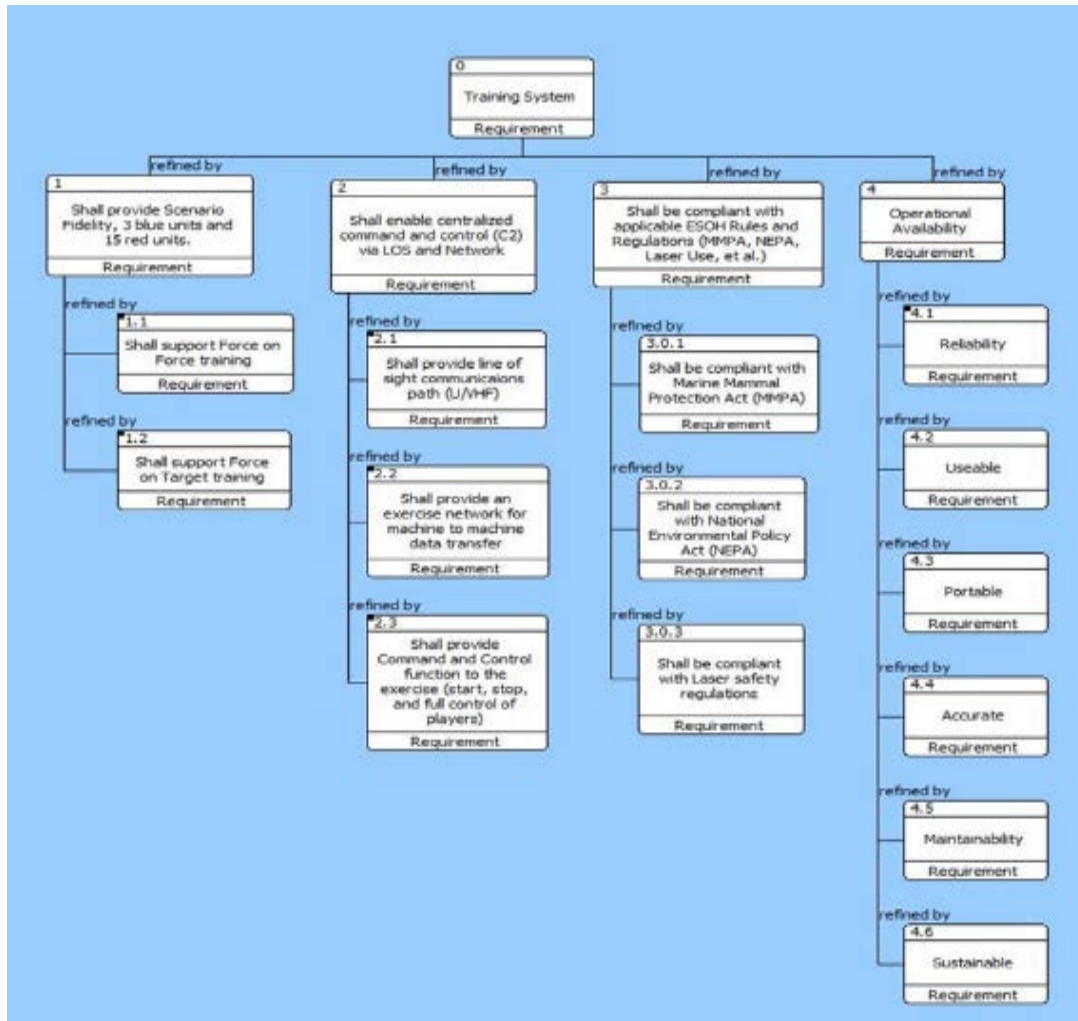 0
Training System
Requirement
refined by
refined by
refined by
refined by
1
Shall provide Scenario
Fidelity, 3 blue units and
15 red units.
Requirement
2
Shall enable centralized
command and control (C2)
via LOS and Network
Requirement
3
Shall be compliant with
applicable ESOH Rules and
Regulations (MMPA, NEPA,
Laser Use, et al.)
Requirement
4
Operational
Availability
Requirement
refined by
1.1
Shall support Force on
Force training
Requirement
refined by
1.2
Shall support Force
on Target training
Requirement
refined by
2.1
Shall provide line of
sight communicaions
path (U/VHF)
Requirement
refined by
2.2
Shall provide an
exercise network for
machine to machine
data transfer
Requirement
refined by
2.3
Shall provide
Command and Control
function to the
exercise (start, stop,
and full control of
players)
Requirement
refined by
3.0.1
Shall be compliant with
Marine Mammal
Protection Act (MMPA)
Requirement
refined by
3.0.2
Shall be compliant
with National
Environmental Policy
Act (NEPA)
Requirement
refined by
3.0.3
Shall be compliant
with Laser safety
regulations
Requirement
refined by
4.1
Reliability
Requirement
refined by
4.2
Useable
Requirement
refined by
4.3
Portable
Requirement
refined by
4.4
Accurate
Requirement
refined by
4.5
Maintainability
Requirement
refined by
4.6
Sustainable
Requirement